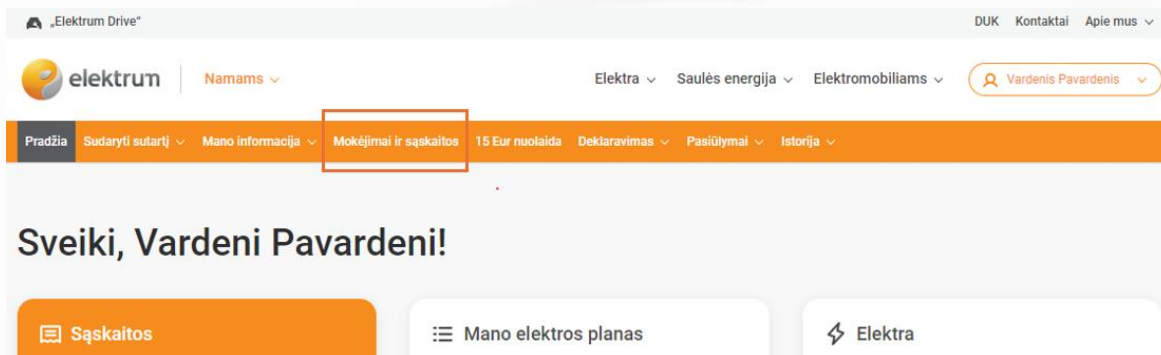 „Elektrum Drive“ DUK Kontaktai Apie mus
elektrum Namams Elektra Saulės energija Elektromobiliams Vardenis Pavardenis
Pradžia Sudaryti sutartį Mano informacija Mokėjimai ir sąskaitos 15 Eur nuolaida Deklaravimas Pasiūlymai Istorija
Sveiki, Vardeni Pavardeni!
Sąskaitos Mano elektros planas Elektra